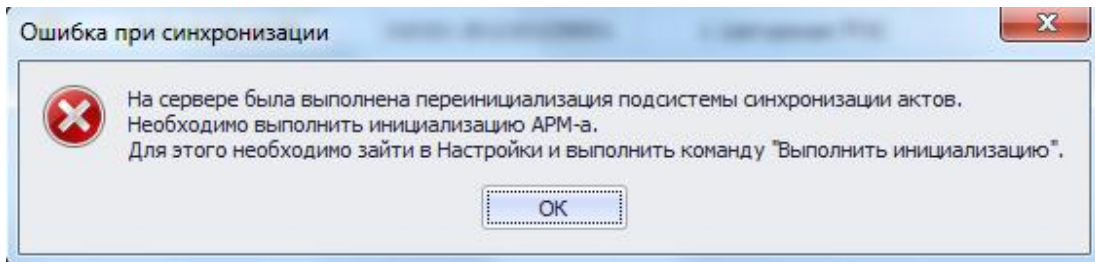 Ошибка при синхронизации
На сервере была выполнена переинициализация подсистемы синхронизации актов.
Необходимо выполнить инициализацию АРМ-а.
Для этого необходимо зайти в Настройки и выполнить команду "Выполнить инициализацию".
OK